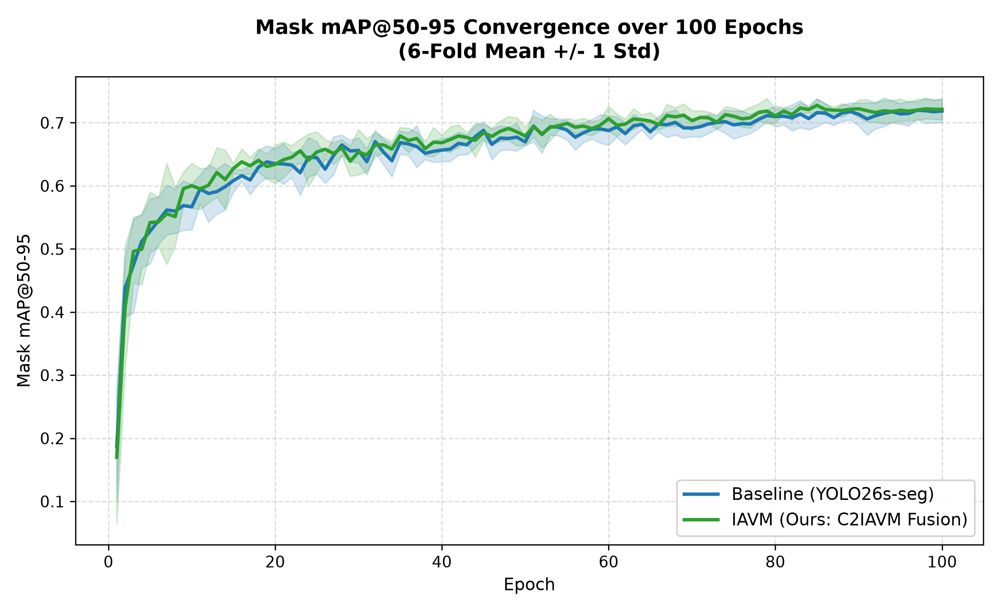 Mask mAP@50-95 Convergence over 100 Epochs
(6-Fold Mean +/- 1 Std)
Mask mAP@50-95
0.7
0.6
0.5
0.4
0.3
0.2
0.1
Baseline (YOLO26s-seg)
IAVM (Ours: C2IAVM Fusion)
0 20 40 60 80 100
Epoch